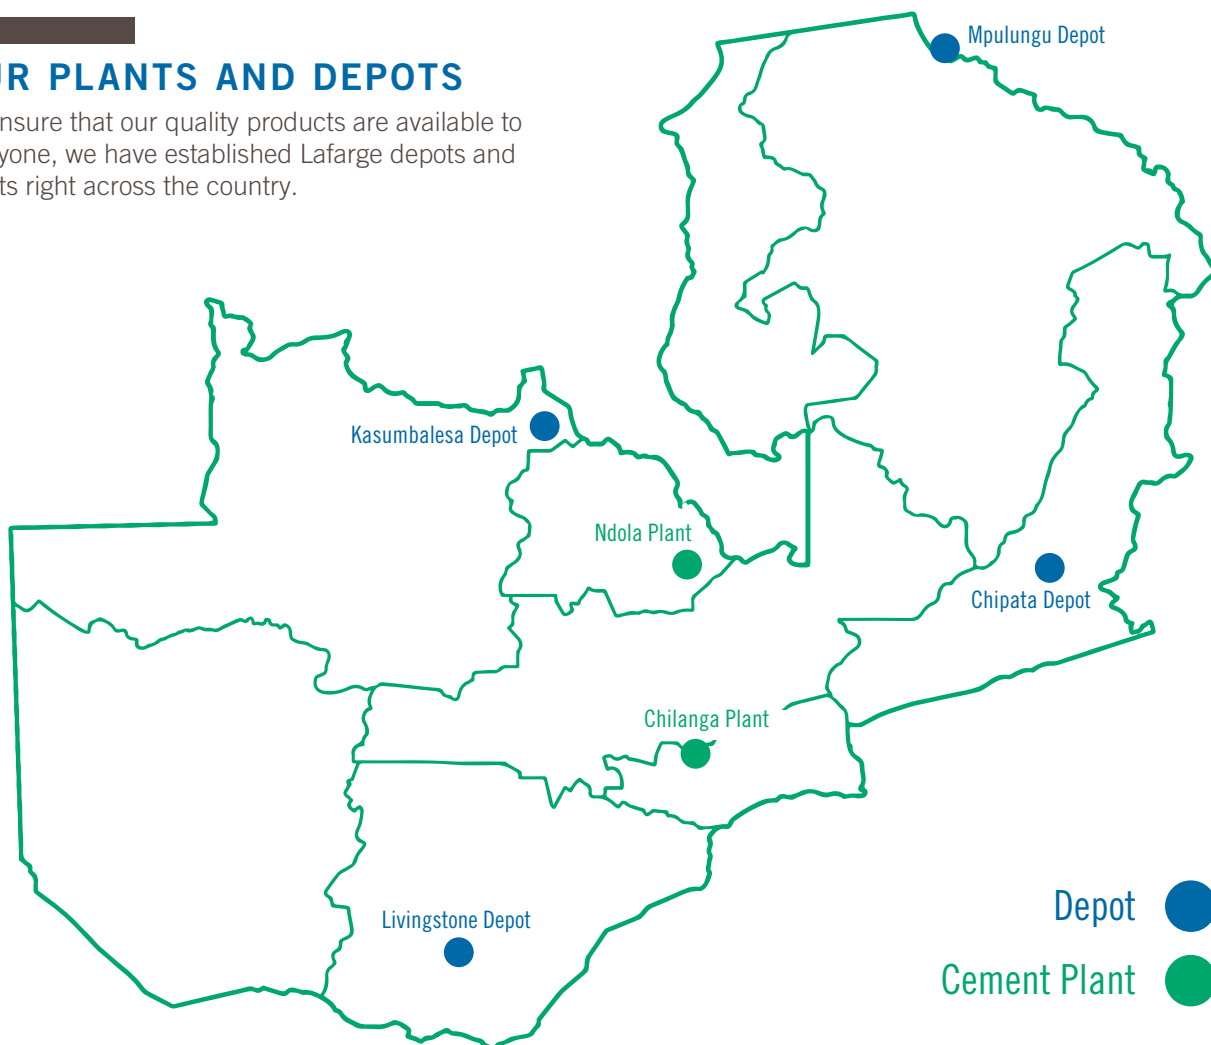 UR PLANTS AND DEPOTS
nsure that our quality products are available to
yone, we have established Lafarge depots and
ts right across the country.
Mpulungu Depot
Kasumbalesa Depot
Ndola Plant
Chipata Depot
Chilanga Plant
Livingstone Depot
Depot
Cement Plant